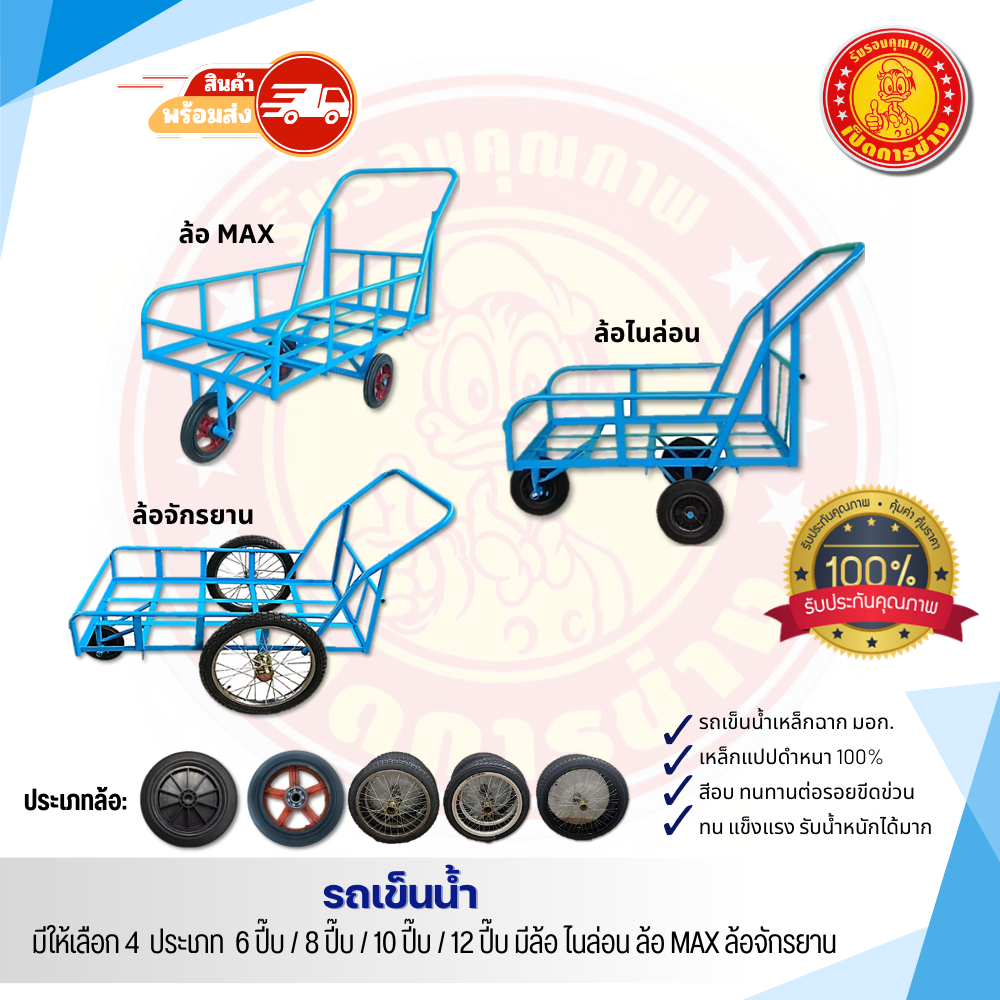 สินค้า
พร้อมส่ง
รับรองคุณภาพ
เป็ดการช่าง
ล้อ MAX
ล้อไนล่อน
ล้อจักรยาน
รับประกันคุณภาพ • คุ้มค่า คุ้มราคา
100%
รับประกันคุณภาพ
รถเข็นน้ำเหล็กฉาก มอก.
เหล็กแปปดำหนา 100%
สีอบ ทนทานต่อรอยขีดข่วน
ทน แข็งแรง รับน้ำหนักได้มาก
ประเภทล้อ:
รถเข็นน้ำ
มีให้เลือก 4 ประเภท 6 ปี๊บ / 8 ปี๊บ / 10 ปี๊บ / 12 ปี๊บ มีล้อ ไนล่อน ล้อ MAX ล้อจักรยาน